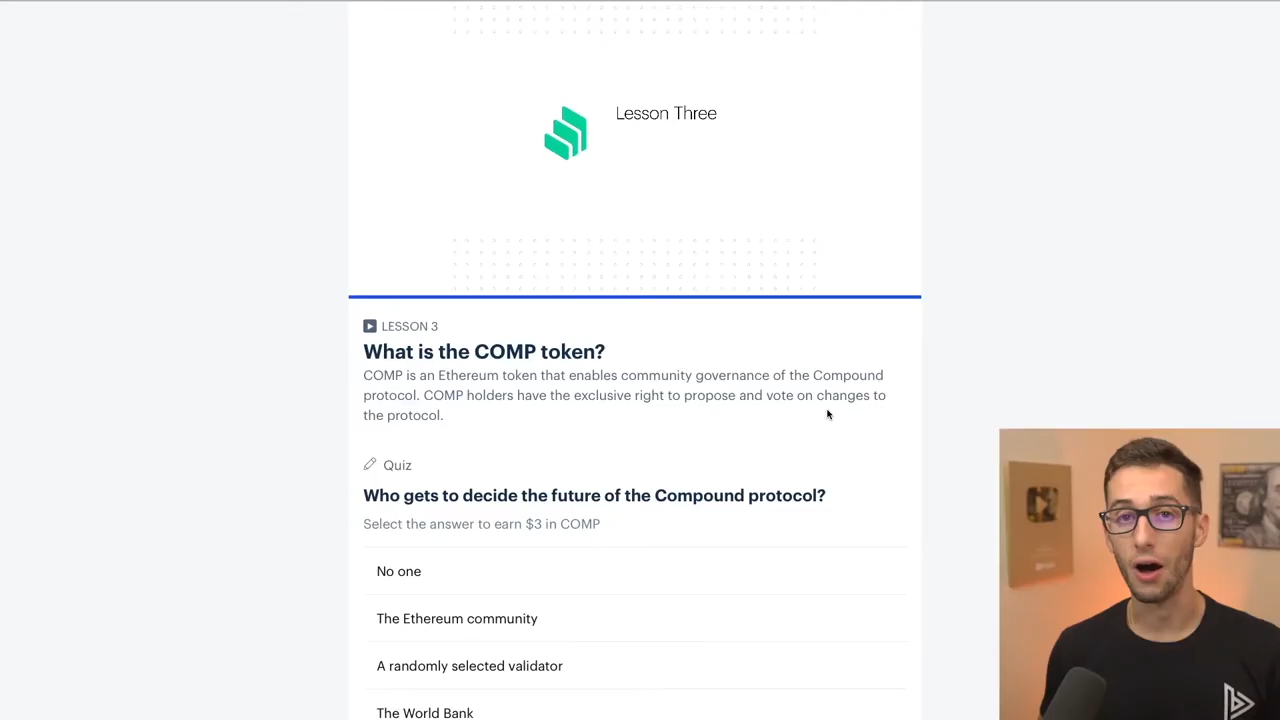 Lesson Three
LESSON 3
What is the COMP token?
COMP is an Ethereum token that enables community governance of the Compound
protocol. COMP holders have the exclusive right to propose and vote on changes to
the protocol.
Quiz
Who gets to decide the future of the Compound protocol?
Select the answer to earn $3 in COMP
No one
The Ethereum community
A randomly selected validator
The World Bank